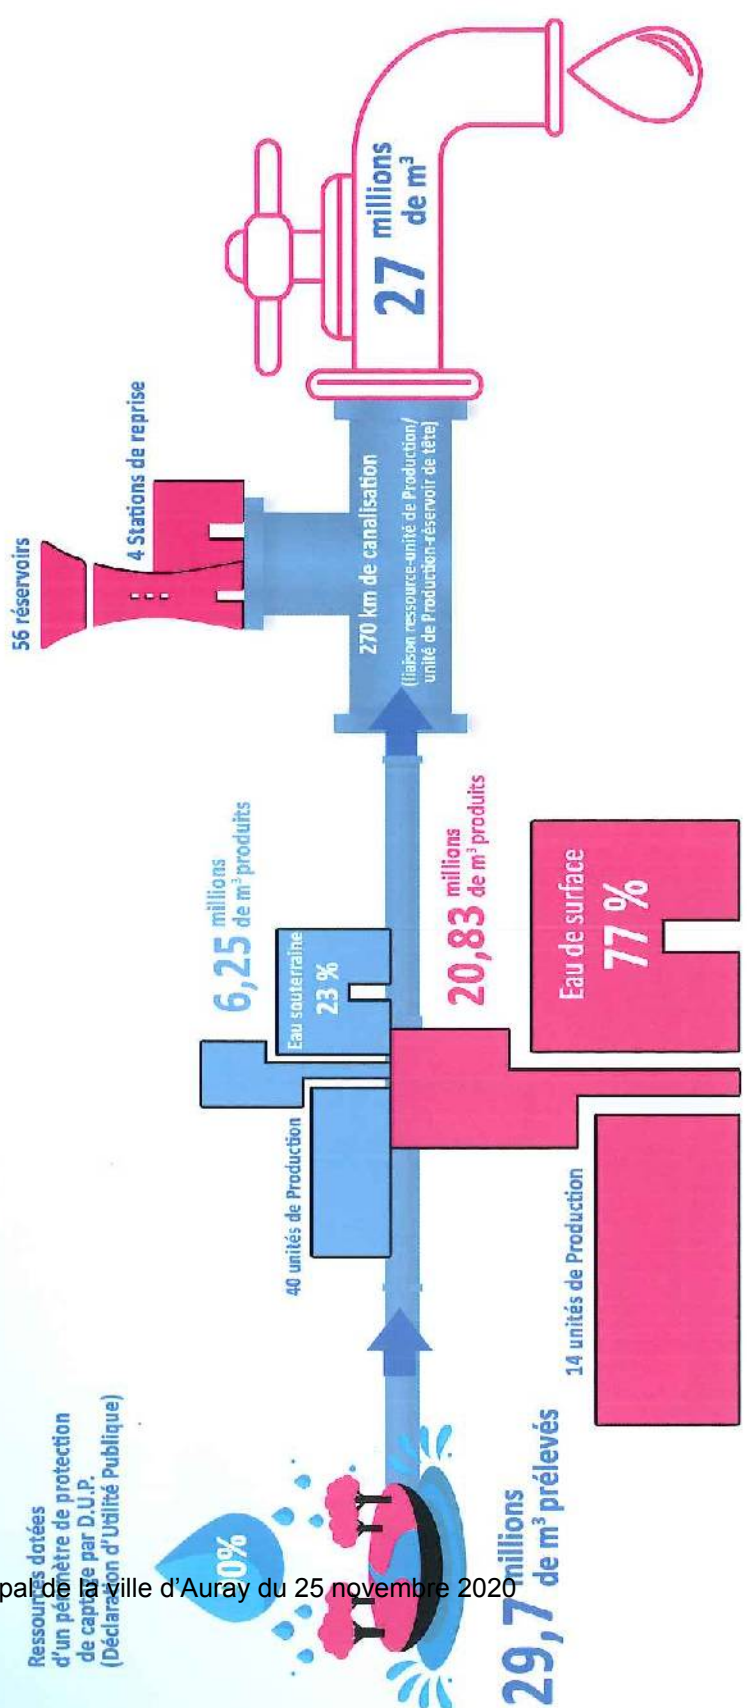 Ressources dotées
d'un périmètre de protection
de captage par D.U.P.
(Déclaration d'Utilité Publique)
29,7 millions
de m³ prélevés
40 unités de Production
Eau souterraine
23 %
6,25 millions
de m³ produits
14 unités de Production
Eau de surface
77 %
20,83 millions
de m³ produits
56 réservoirs
4 Stations de reprise
270 km de canalisation
(liaison ressource-unité de Production/
unité de Production-réservoir de tête)
27 millions
de m³
pal de la ville d'Auray du 25 novembre 2020